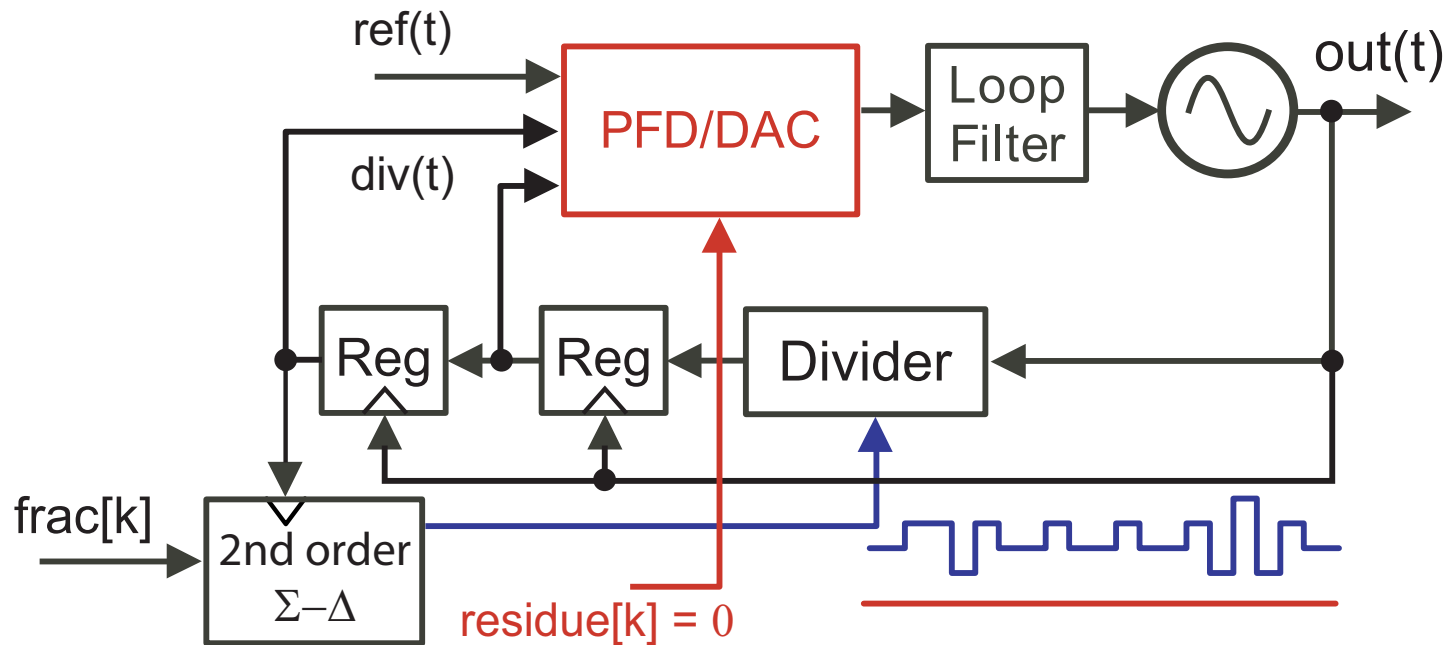 ref(t)
PFD/DAC
Loop
Filter
out(t)
div(t)
Reg
Reg
Divider
frac[k]
2nd order
Σ−Δ
residue[k] = 0